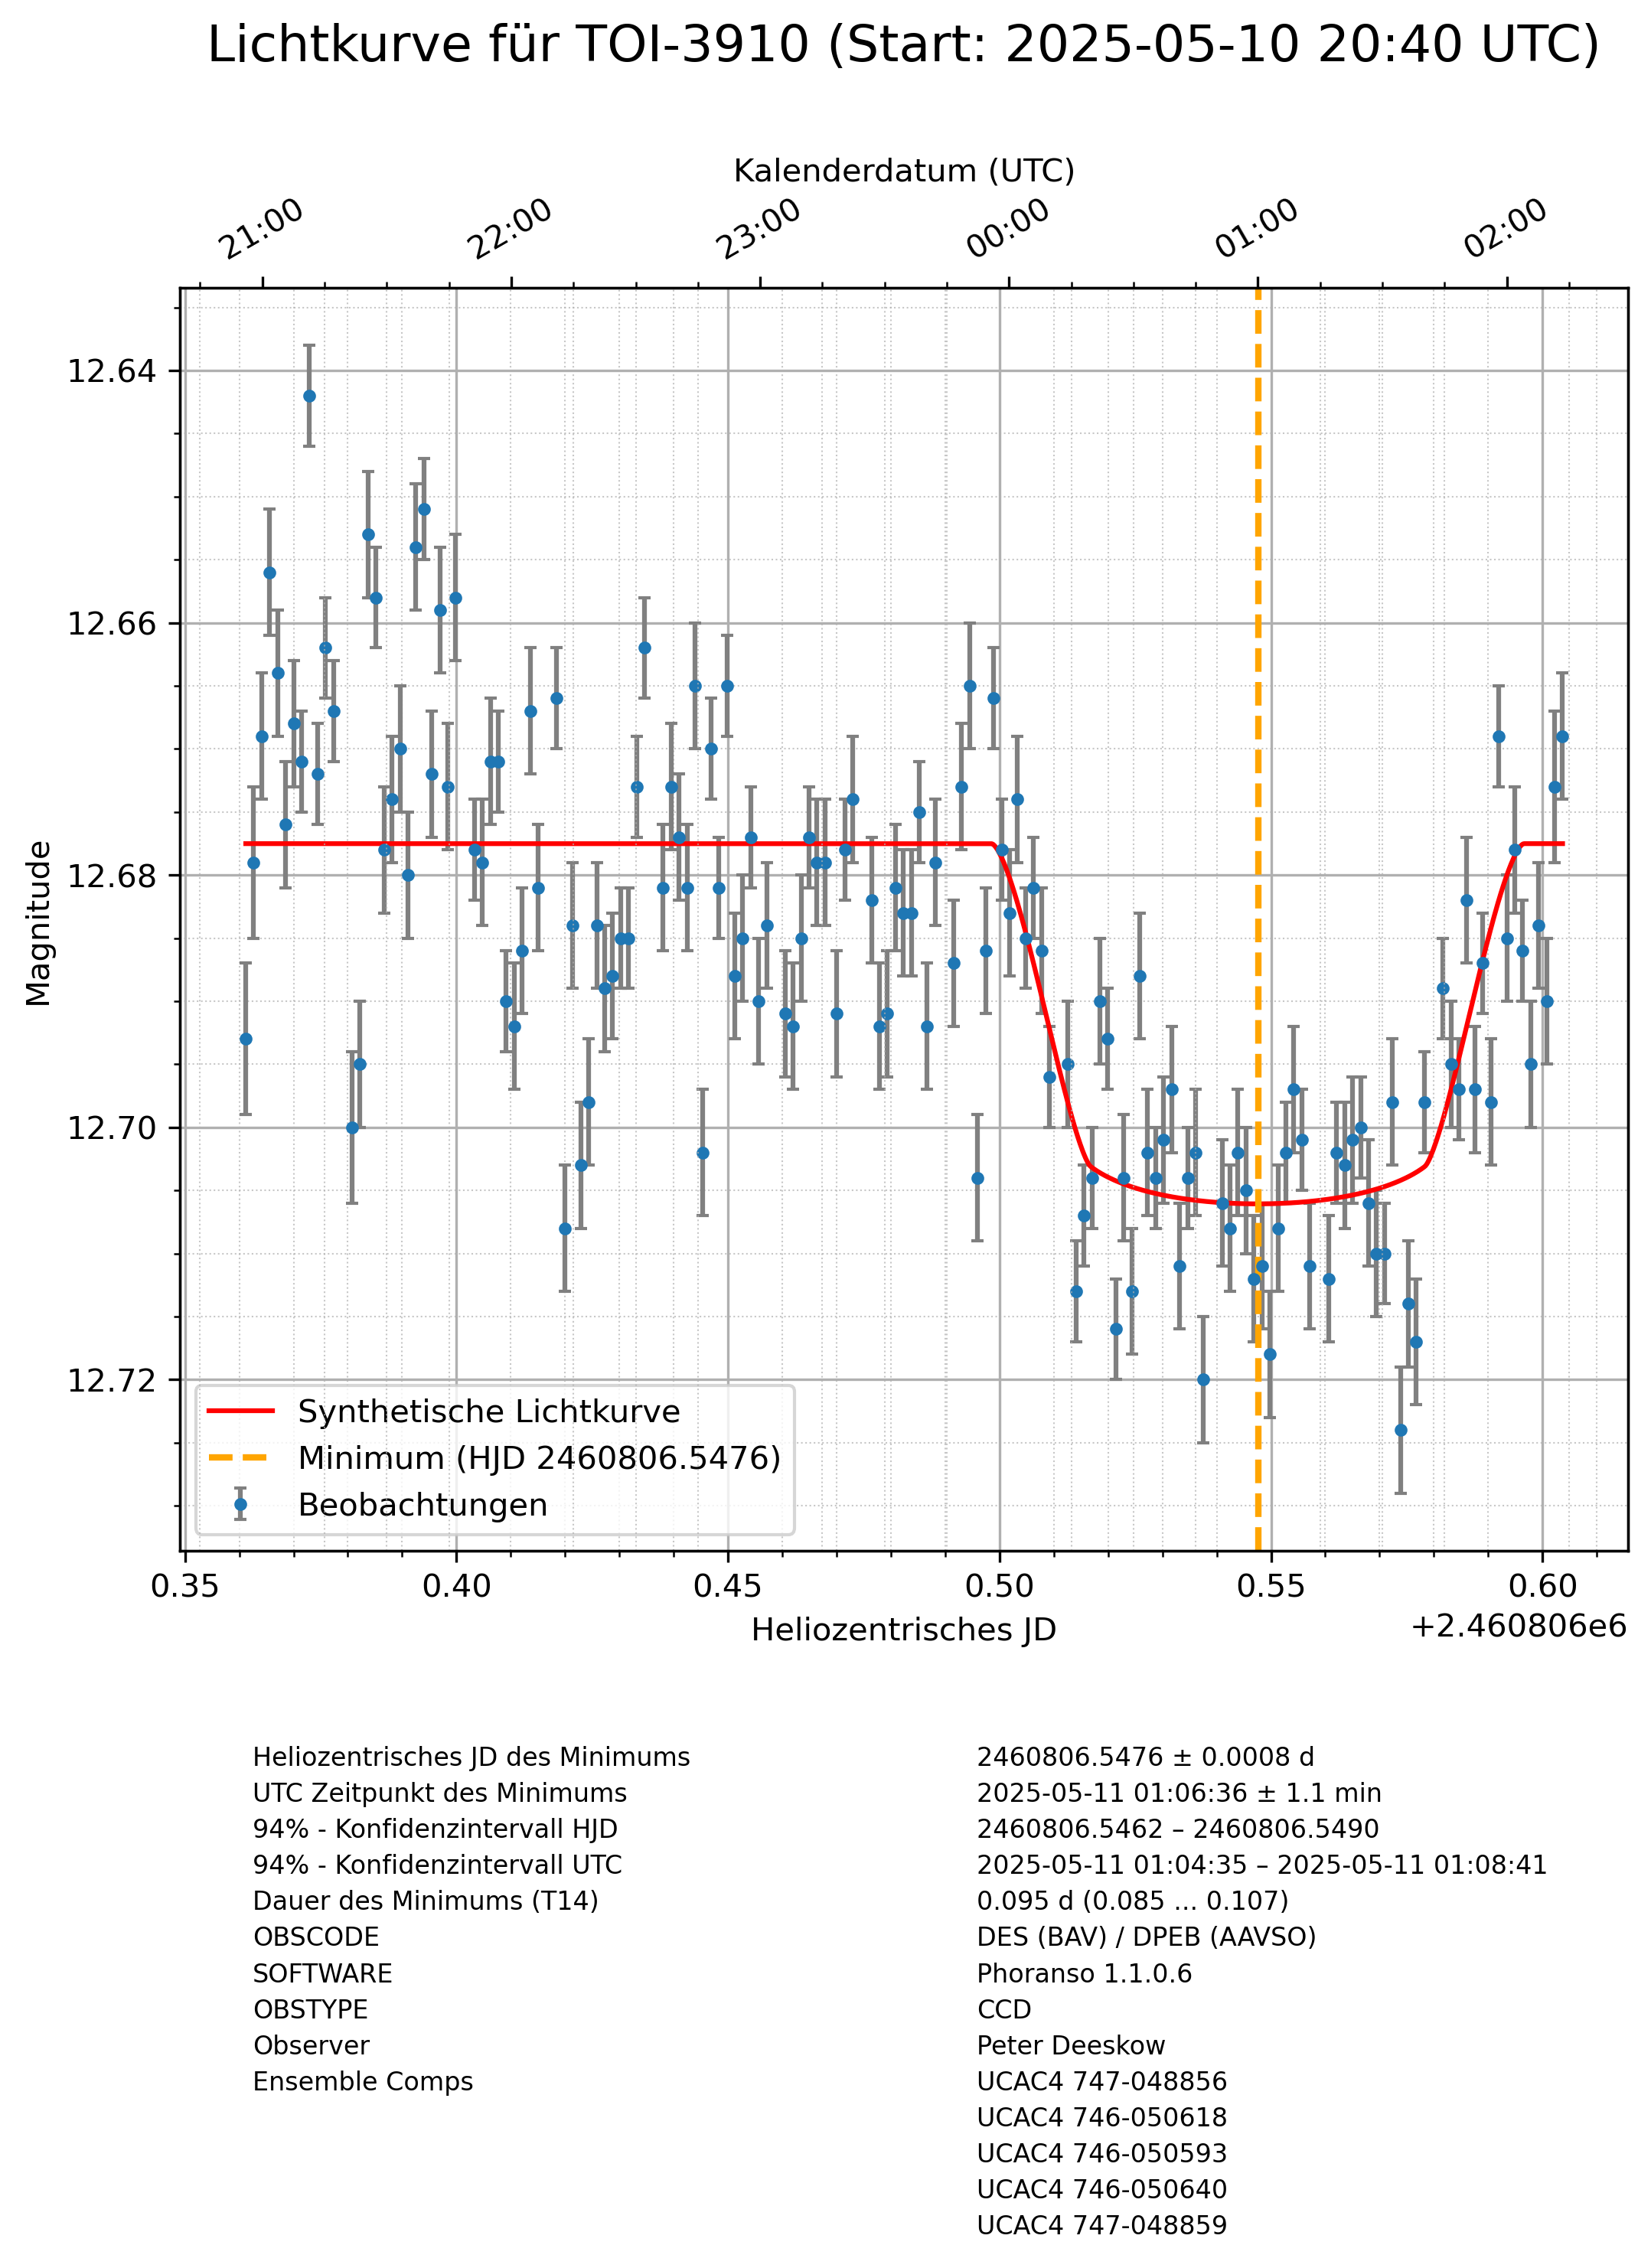 Lichtkurve für TOI-3910 (Start: 2025-05-10 20:40 UTC)
Kalenderdatum (UTC)
21:00 22:00 23:00 00:00 01:00 02:00
12.64
12.66
12.68
12.70
12.72
Magnitude
Synthetische Lichtkurve
Minimum (HJD 2460806.5476)
Beobachtungen
0.35 0.40 0.45 0.50 0.55 0.60
Heliozentrisches JD
+2.460806e6
Heliozentrisches JD des Minimums 2460806.5476 ± 0.0008 d
UTC Zeitpunkt des Minimums 2025-05-11 01:06:36 ± 1.1 min
94% - Konfidenzintervall HJD 2460806.5462 – 2460806.5490
94% - Konfidenzintervall UTC 2025-05-11 01:04:35 – 2025-05-11 01:08:41
Dauer des Minimums (T14) 0.095 d (0.085 ... 0.107)
OBSCODE DES (BAV) / DPEB (AAVSO)
SOFTWARE Phoranso 1.1.0.6
OBSTYPE CCD
Observer Peter Deeskow
Ensemble Comps UCAC4 747-048856
UCAC4 746-050618
UCAC4 746-050593
UCAC4 746-050640
UCAC4 747-048859